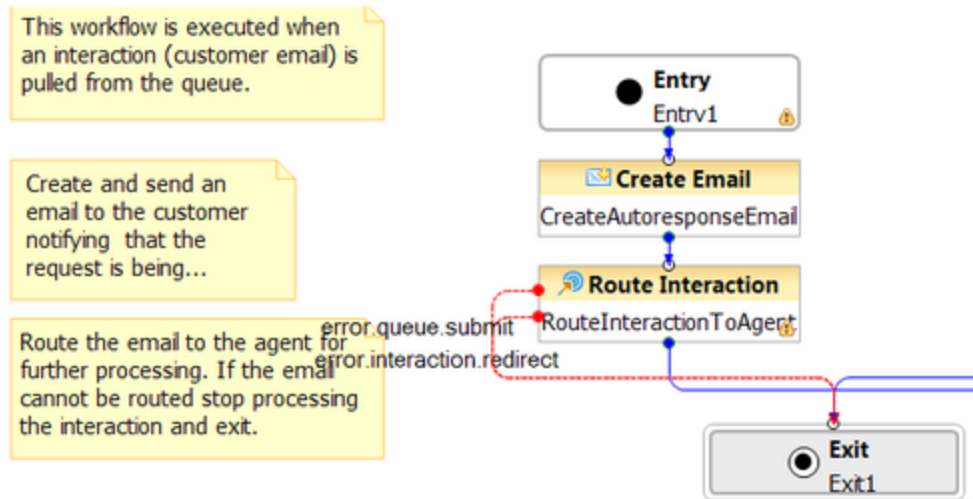 This workflow is executed when
an interaction (customer email) is
pulled from the queue.
Entry
Entry1
Create and send an
email to the customer
notifying that the
request is being...
Create Email
CreateAutoresponseEmail
Route Interaction
RouteInteractionToAgent
error.queue.submit
error.interaction.redirect
Route the email to the agent for
further processing. If the email
cannot be routed stop processing
the interaction and exit.
Exit
Exit1